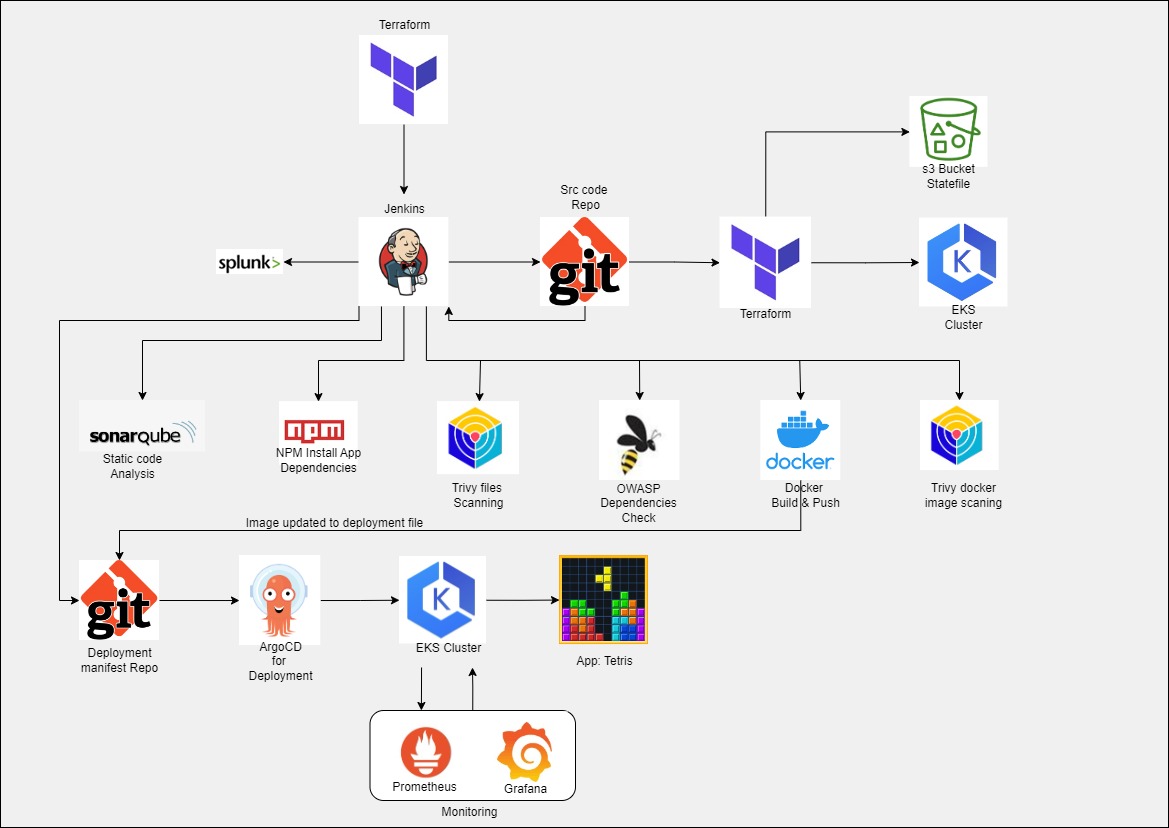 Terraform
s3 Bucket
Statefile
Src code
Repo
Jenkins
splunk>
git
Terraform
K
EKS
Cluster
sonarqube
Static code
Analysis
npm
NPM Install App
Dependencies
Trivy files
Scanning
OWASP
Dependencies
Check
docker
Docker
Build & Push
Trivy docker
image scaning
Image updated to deployment file
git
Deployment
manifest Repo
ArgoCD
for
Deployment
K
EKS Cluster
App: Tetris
Prometheus
Grafana
Monitoring